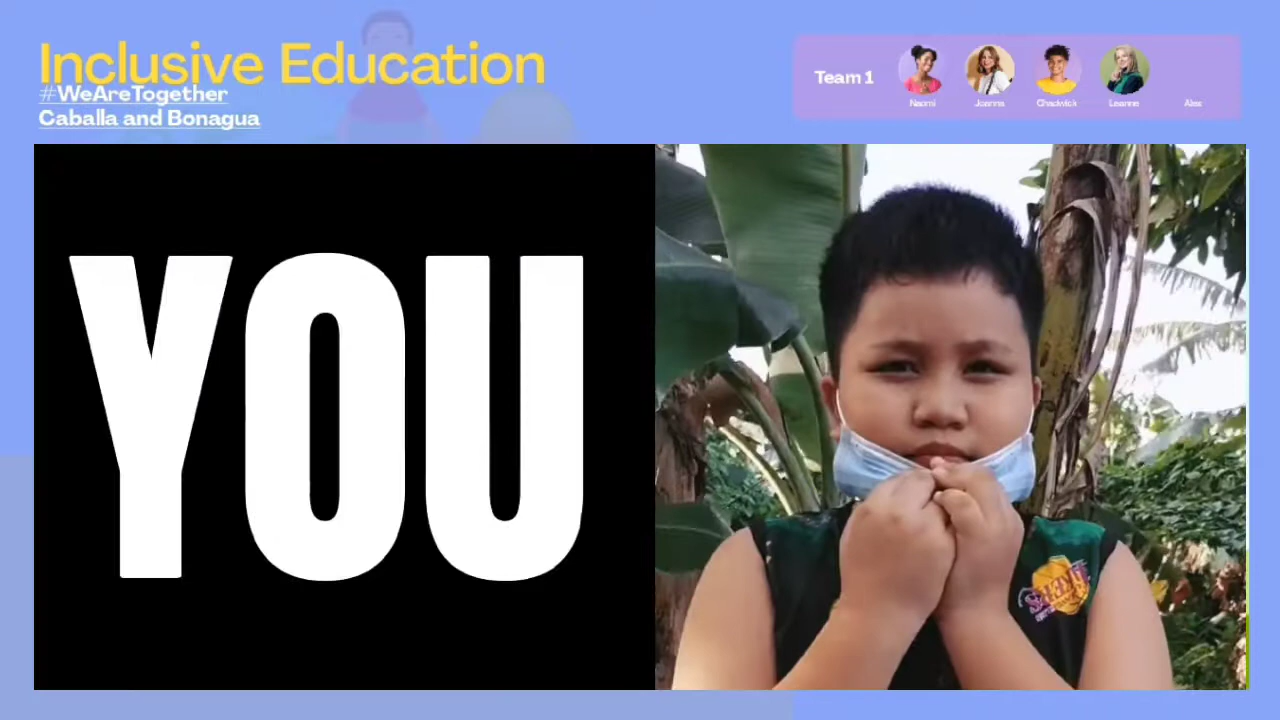 Inclusive Education
#WeAreTogether
Caballa and Bonagua
Team 1
Naomi
Joanna
Chadwick
Leanne
Alex
YOU